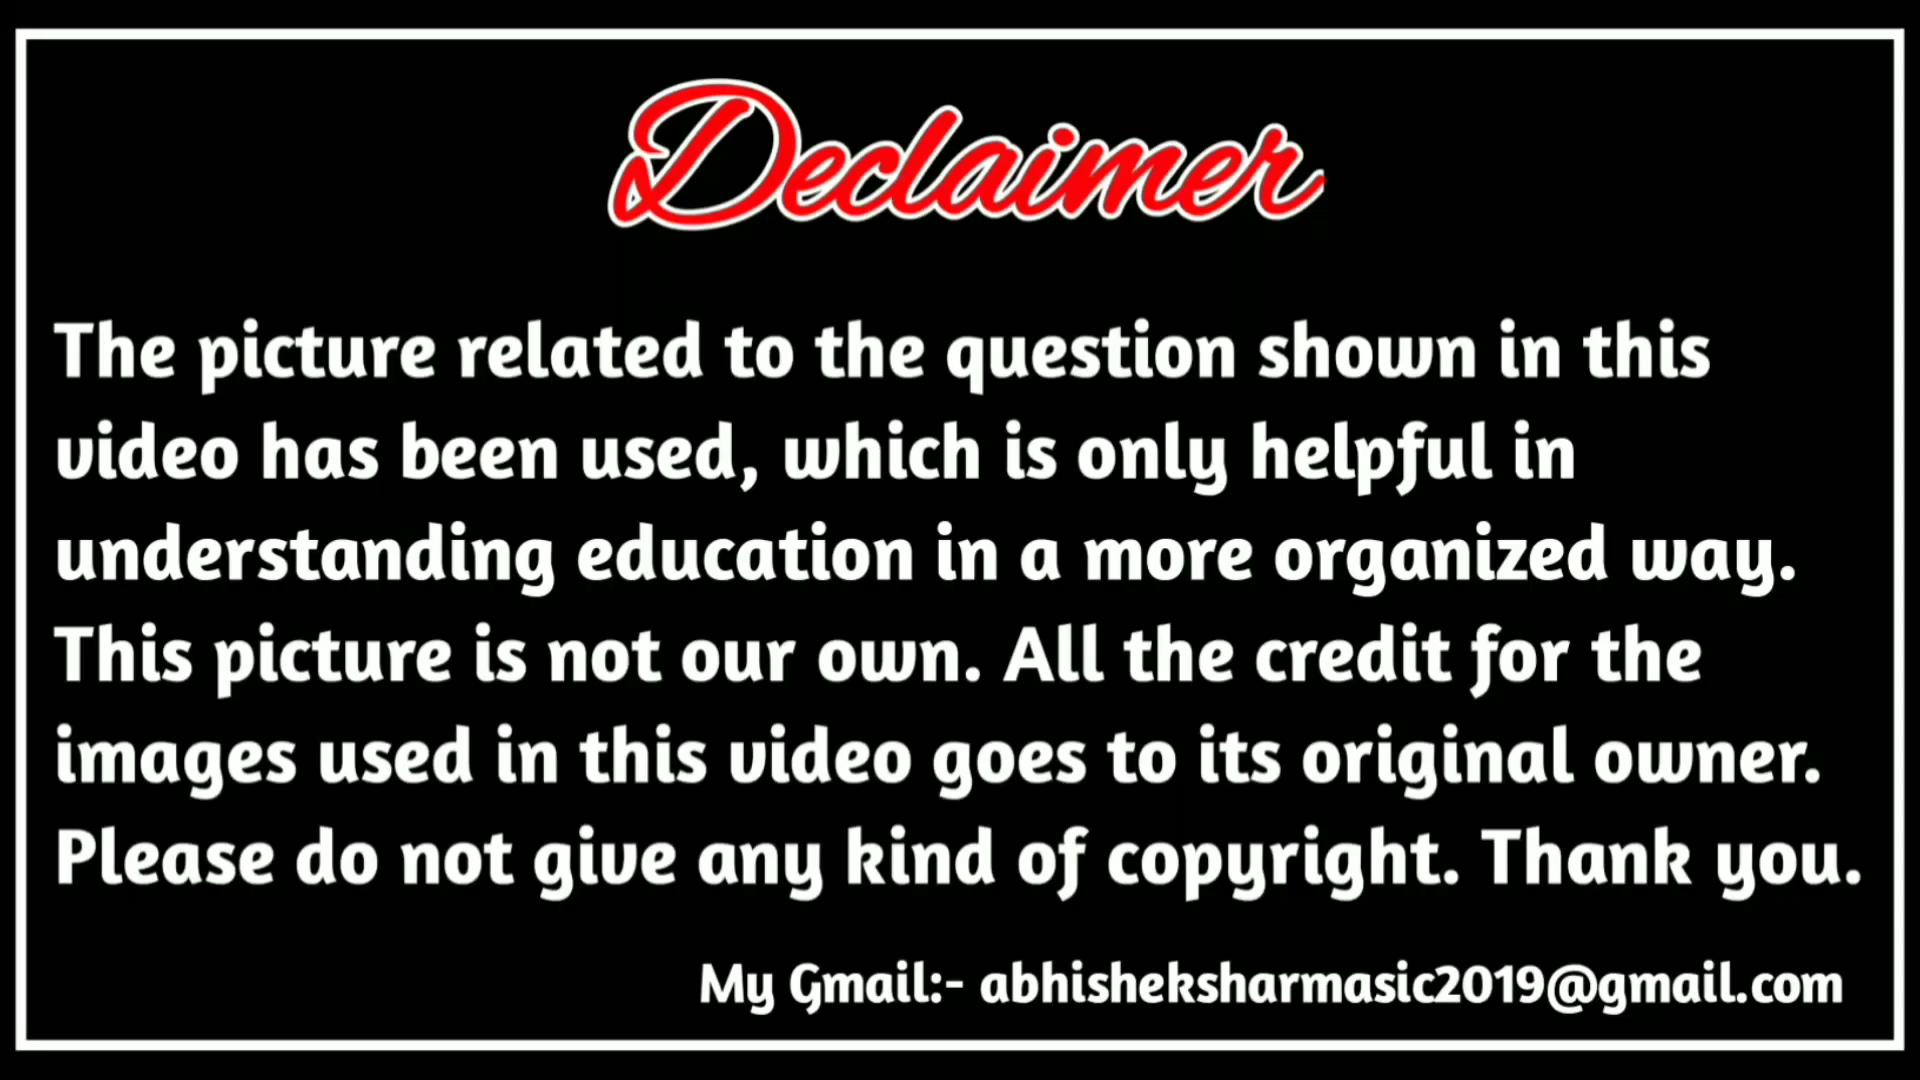 Declaimer
The picture related to the question shown in this
video has been used, which is only helpful in
understanding education in a more organized way.
This picture is not our own. All the credit for the
images used in this video goes to its original owner.
Please do not give any kind of copyright. Thank you.
My Gmail:- abhisheksharmasic2019@gmail.com